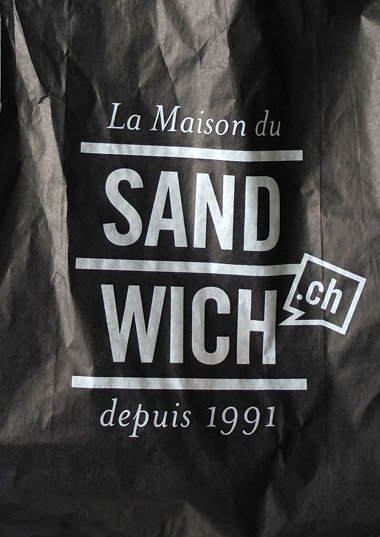 La Maison du
SAND
WICH
.ch
depuis 1991